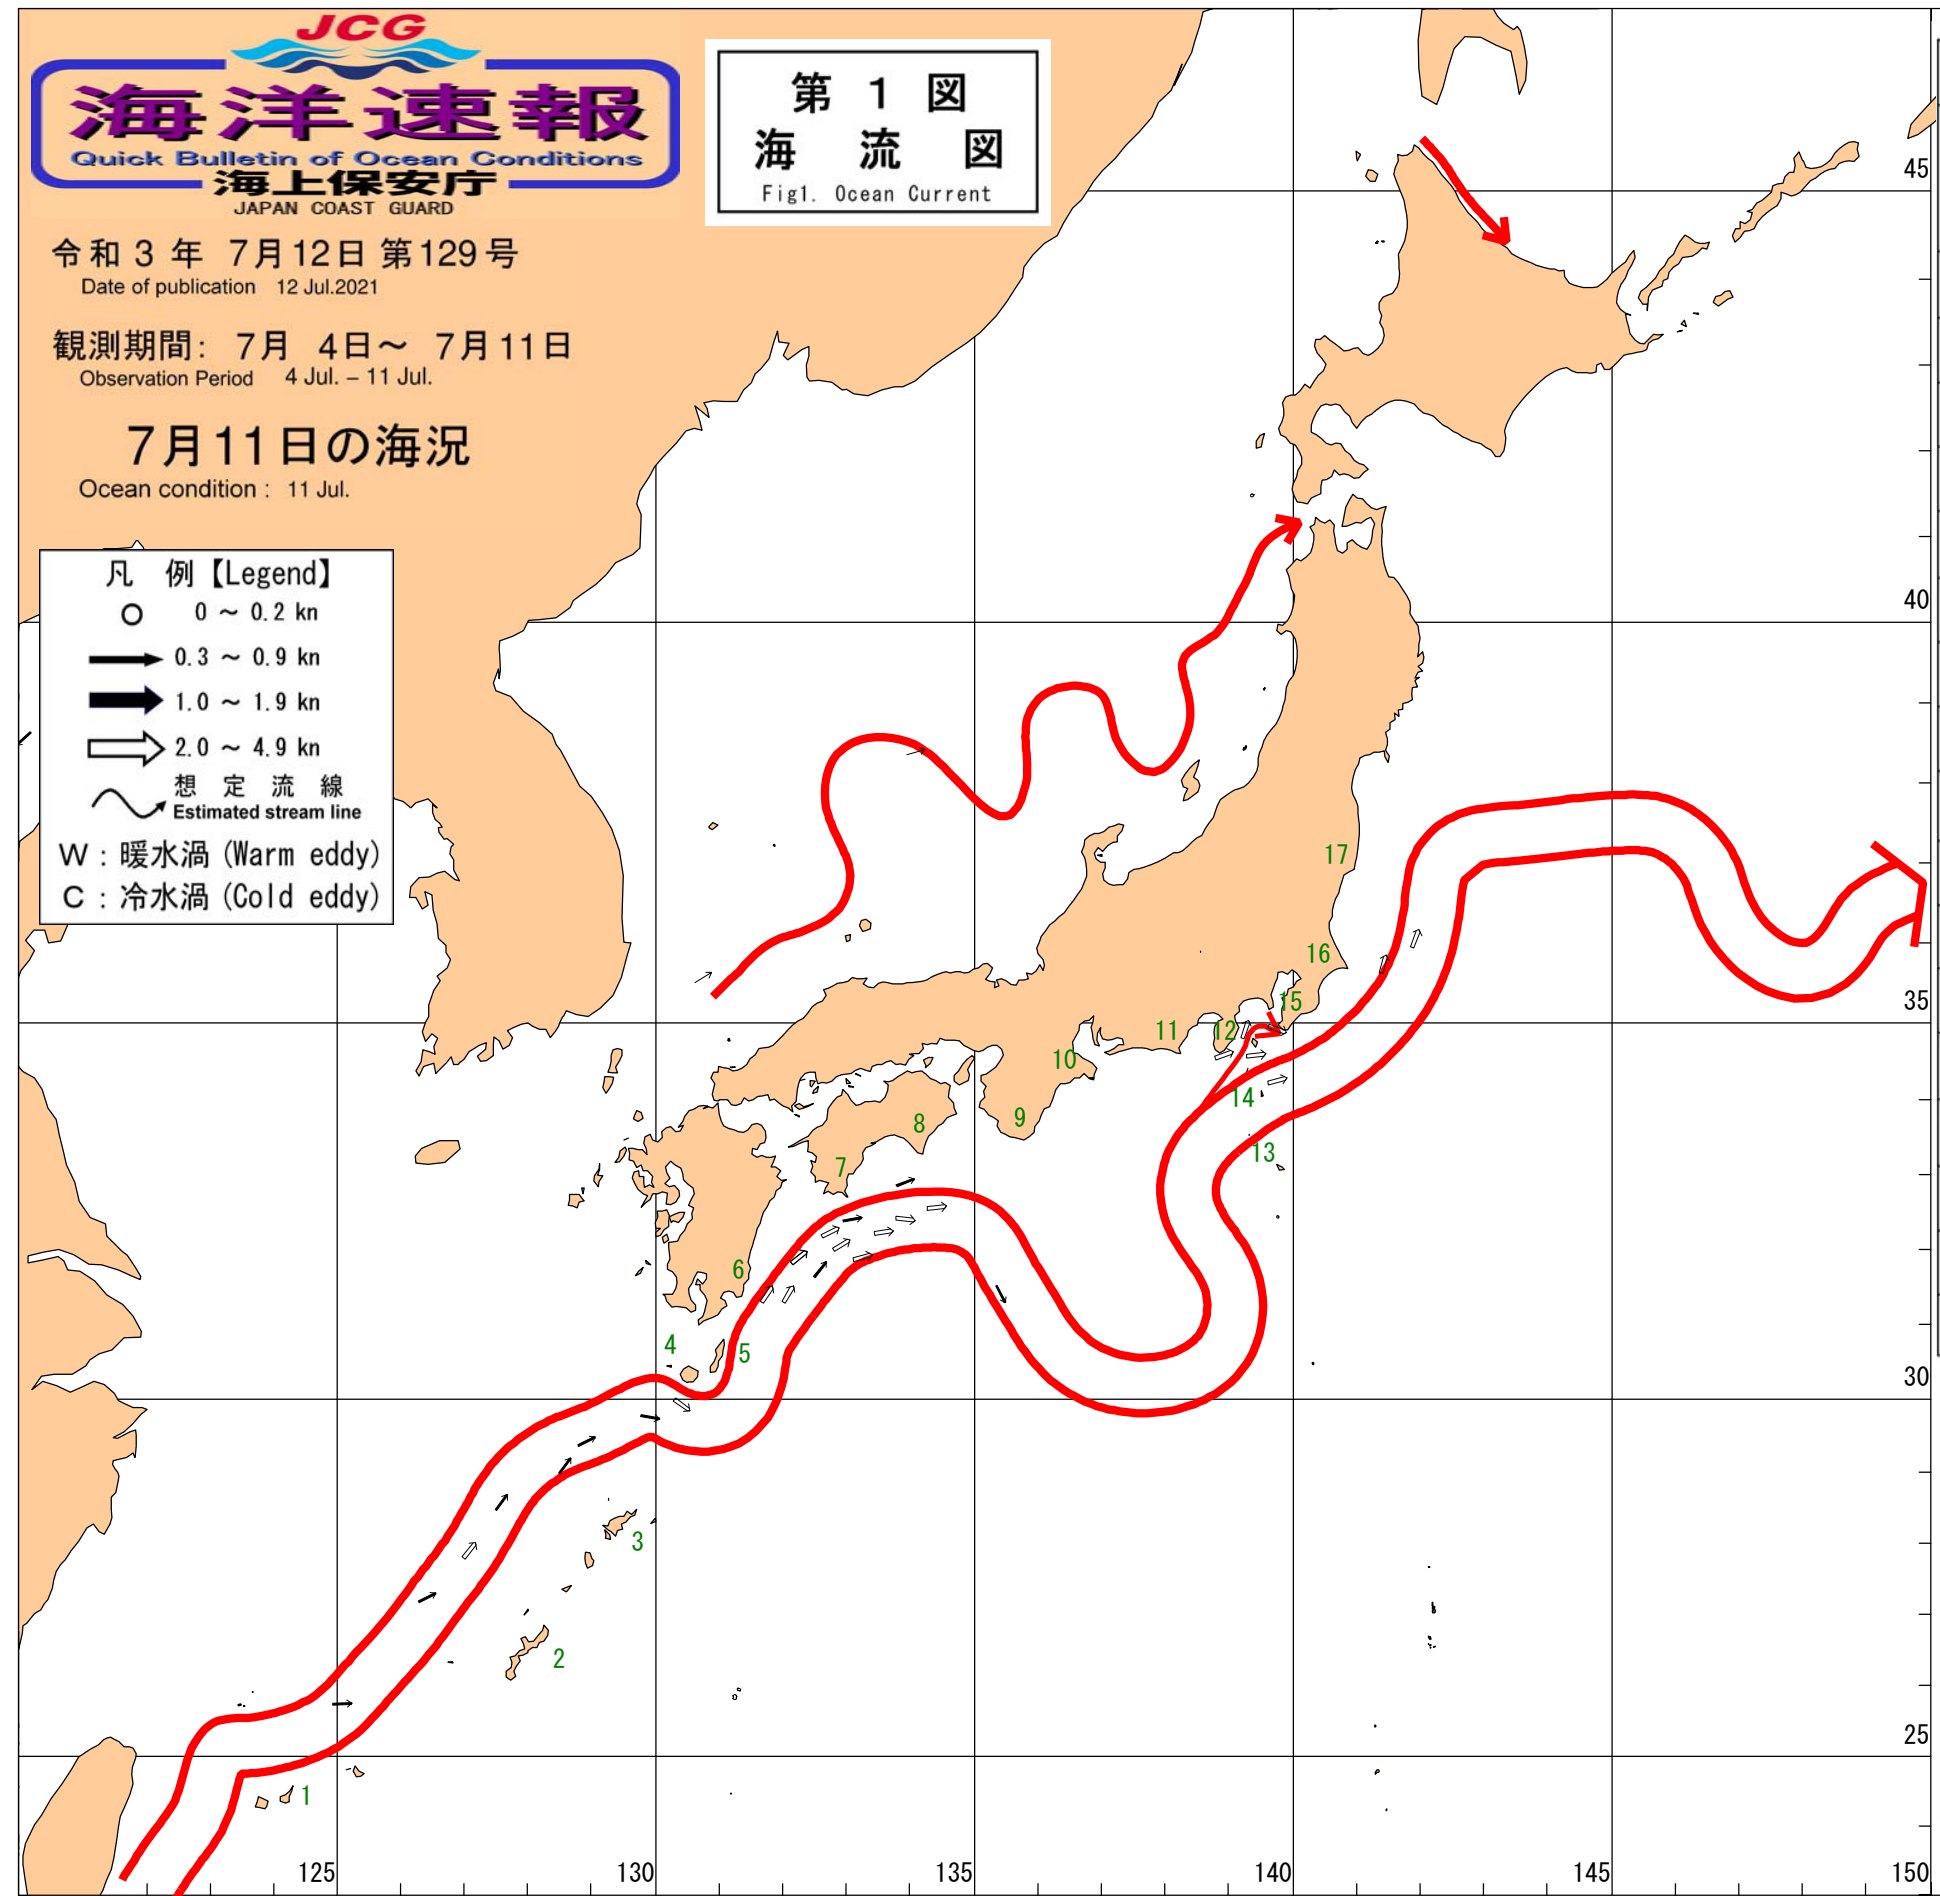 JCG
海洋速報
Quick Bulletin of Ocean Conditions
海上保安庁
JAPAN COAST GUARD
第 1 図
海 流 図
Fig1. Ocean Current
令和 3 年 7月12日 第129号
Date of publication 12 Jul.2021
観測期間: 7月 4日～ 7月11日
Observation Period 4 Jul. – 11 Jul.
7月11日の海況
Ocean condition : 11 Jul.
凡 例【Legend】
0 ～ 0.2 kn
0.3 ～ 0.9 kn
1.0 ～ 1.9 kn
2.0 ～ 4.9 kn
想 定 流 線
Estimated stream line
W : 暖水渦 (Warm eddy)
C : 冷水渦 (Cold eddy)
45
40
17
16
35
15
12
11
10
14
9
8
13
7
6
4
5
30
3
2
25
1
125
130
135
140
145
150